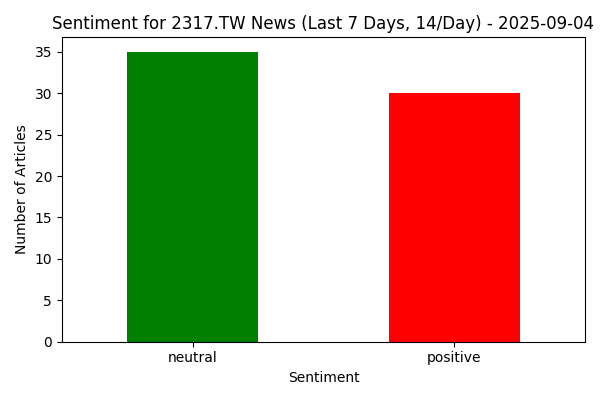 Sentiment for 2317.TW News (Last 7 Days, 14/Day) - 2025-09-04
Number of Articles
35
30
25
20
15
10
5
0
neutral positive
Sentiment